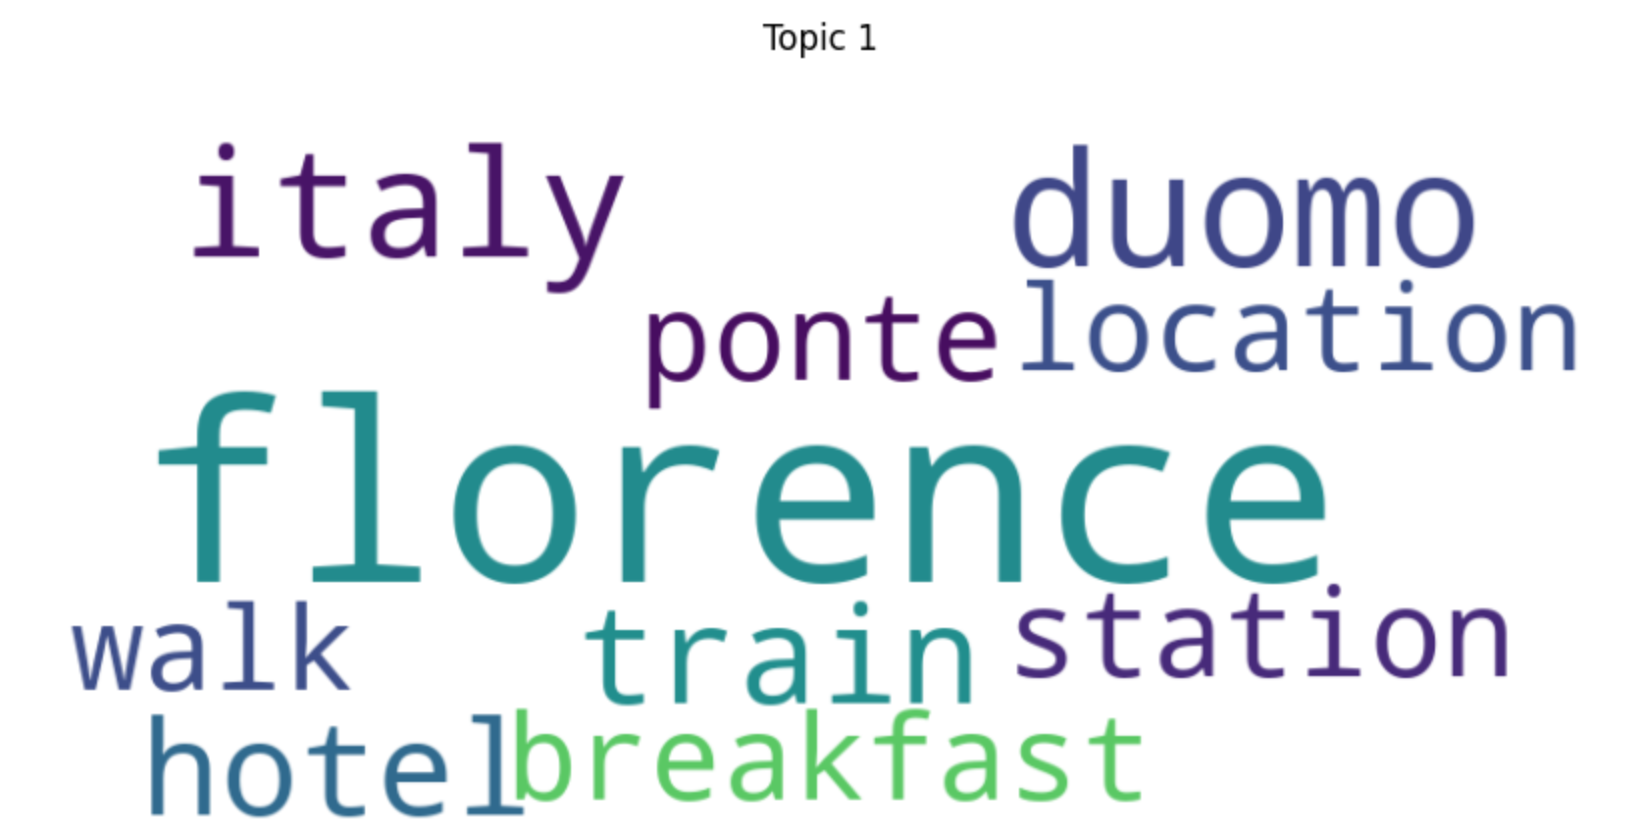 Topic 1
italy duomo
ponte location
florence
walk train station
hotel breakfast